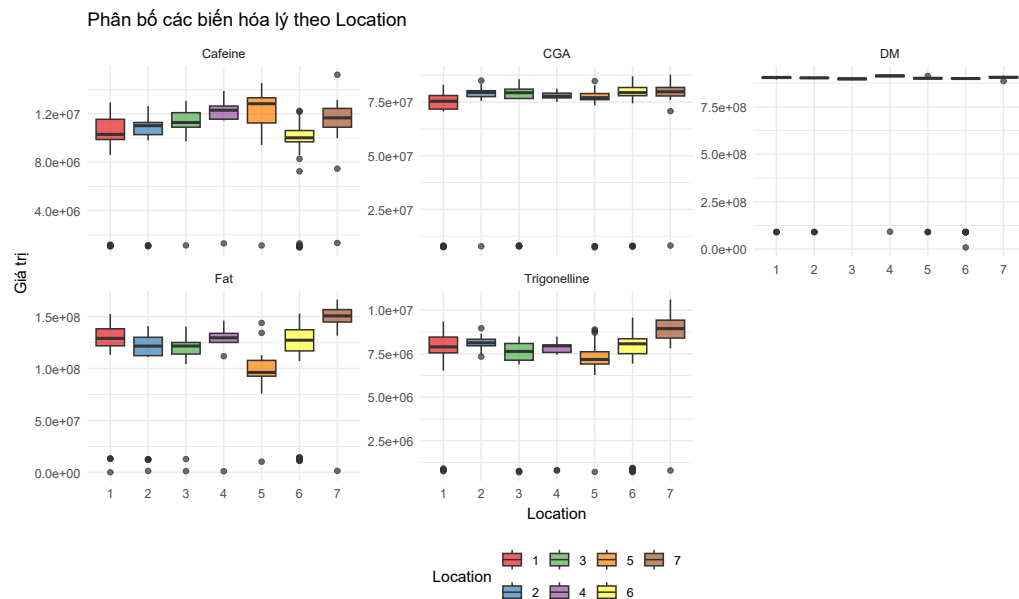 Phân bố các biến hóa lý theo Location
Cafeine
CGA
DM
1.2e+07
8.0e+06
4.0e+06
7.5e+07
5.0e+07
2.5e+07
7.5e+08
5.0e+08
2.5e+08
0.0e+00
1 2 3 4 5 6 7
Giá trị
Fat
Trigonelline
1.5e+08
1.0e+08
5.0e+07
0.0e+00
1.0e+07
7.5e+06
5.0e+06
2.5e+06
1 2 3 4 5 6 7
1 2 3 4 5 6 7
Location
Location
1 3 5 7
2 4 6